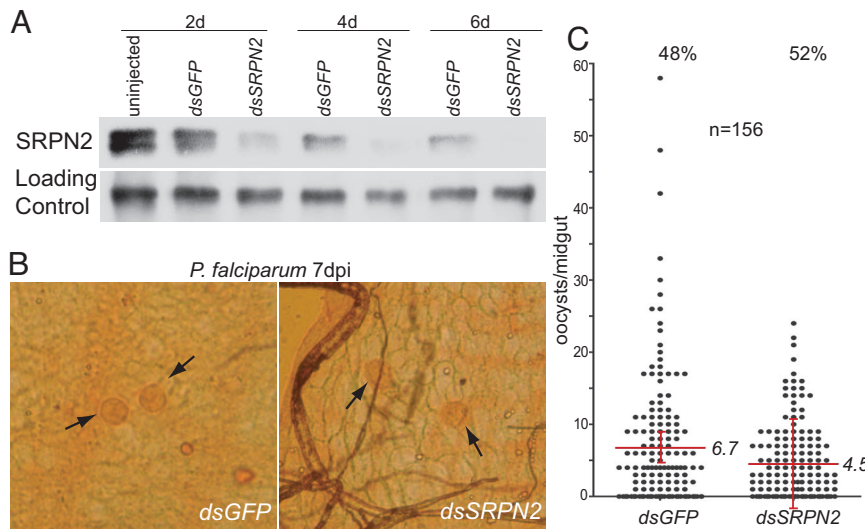 A
2d 4d 6d
uninjected dsGFP dsSRPN2 dsGFP dsSRPN2 dsGFP dsSRPN2
SRPN2
Loading
Control
B
P. falciparum 7dpi
dsGFP dsSRPN2
C
48% 52%
n=156
60
50
40
30
20
10
0
oocysts/midgut
6.7
4.5
dsGFP dsSRPN2